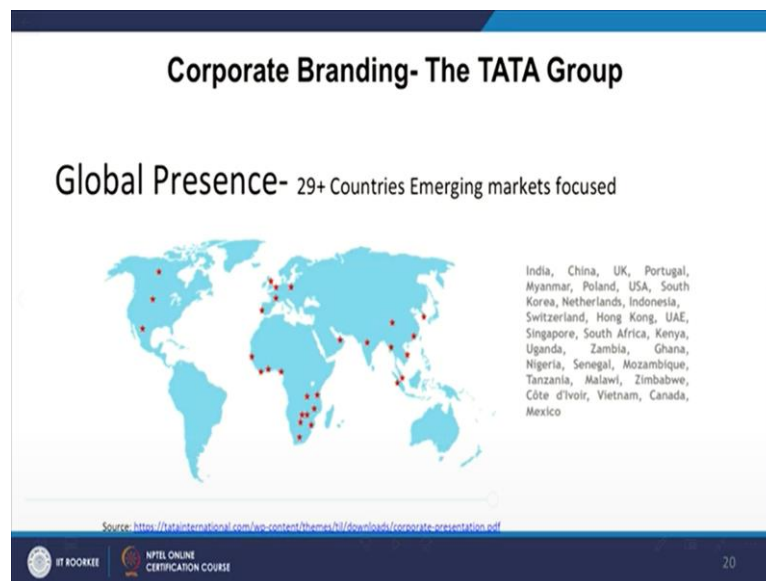 Corporate Branding- The TATA Group
Global Presence- 29+ Countries Emerging markets focused
India, China, UK, Portugal,
Myanmar, Poland, USA, South
Korea, Netherlands, Indonesia,
Switzerland, Hong Kong, UAE,
Singapore, South Africa, Kenya,
Uganda, Zambia, Ghana,
Nigeria, Senegal, Mozambique,
Tanzania, Malawi, Zimbabwe,
Côte d'Ivoir, Vietnam, Canada,
Mexico
Source: https://tatainternational.com/wp-content/themes/til/downloads/corporate-presentation.pdf
IIT ROORKEE
NPTEL ONLINE
CERTIFICATION COURSE
20